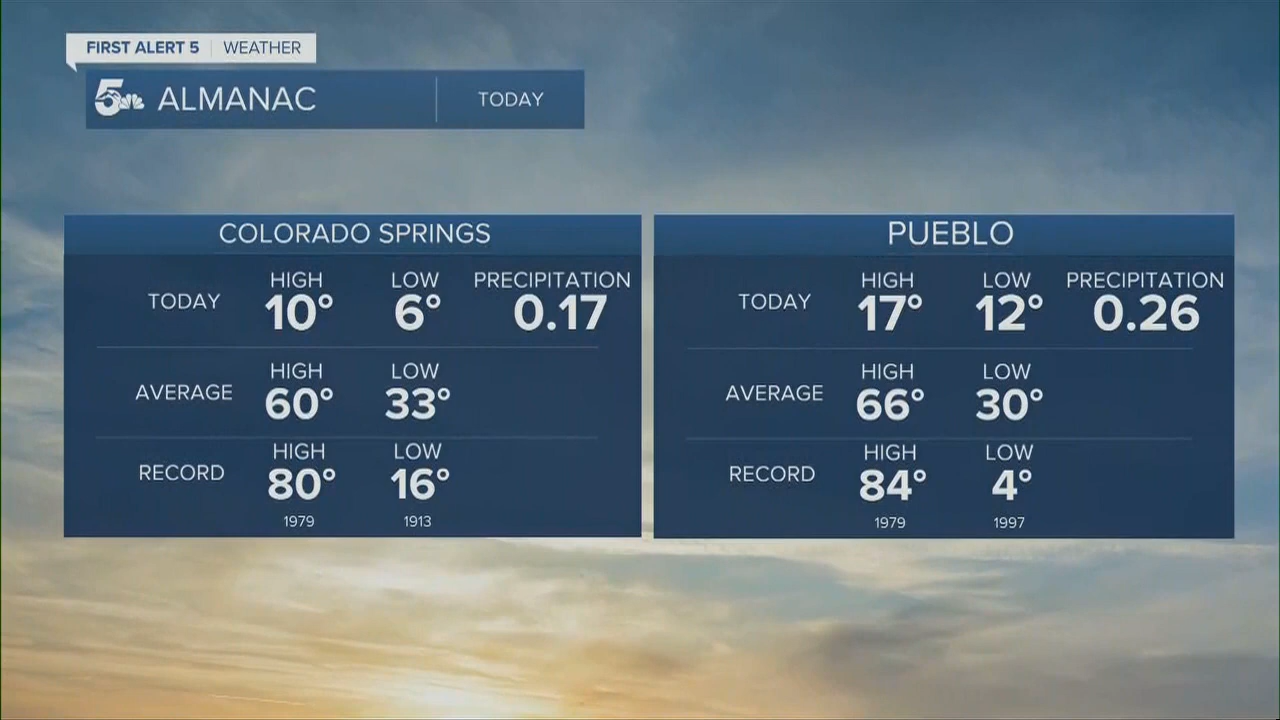 FIRST ALERT 5 | WEATHER
5 ALMANAC | TODAY
COLORADO SPRINGS
HIGH LOW PRECIPITATION
TODAY 10° 6° 0.17
HIGH LOW
AVERAGE 60° 33°
HIGH LOW
RECORD 80° 16°
1979 1913
PUEBLO
HIGH LOW PRECIPITATION
TODAY 17° 12° 0.26
HIGH LOW
AVERAGE 66° 30°
HIGH LOW
RECORD 84° 4°
1979 1997